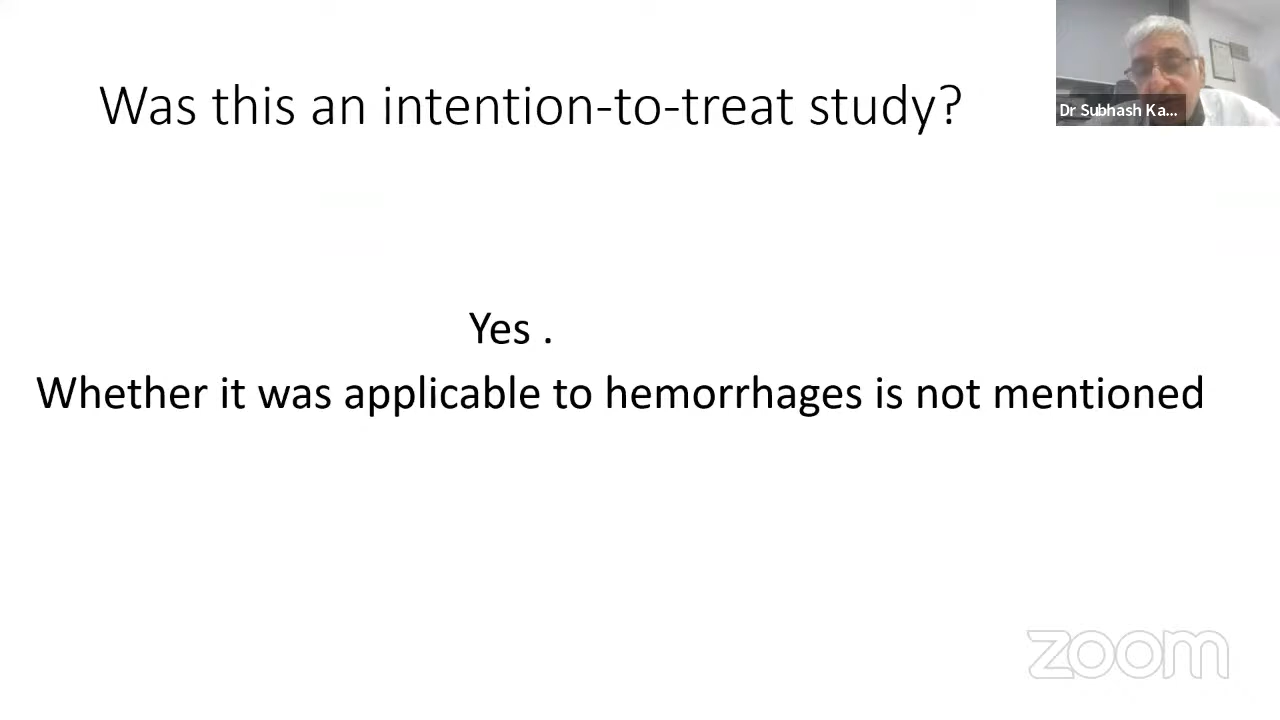 Was this an intention-to-treat study?
Dr Subhash Ka...
Yes .
Whether it was applicable to hemorrhages is not mentioned
zoom